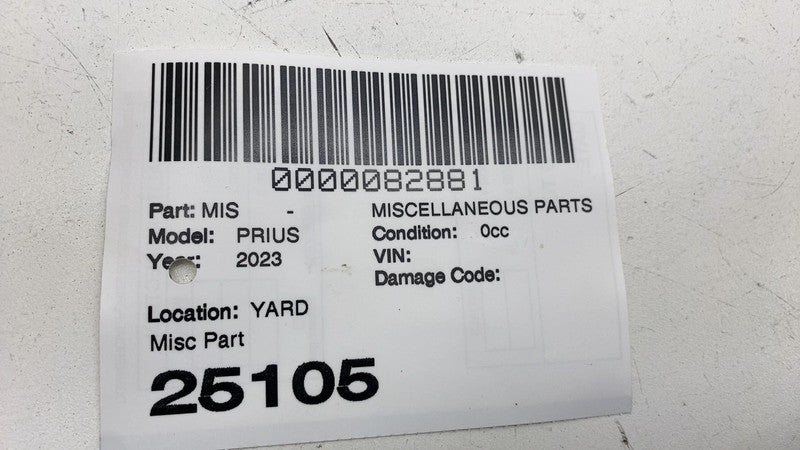 0000082881
Part: MIS - MISCELLANEOUS PARTS
Model: PRIUS Condition: 0cc
Year: 2023 VIN:
Damage Code:
Location: YARD
Misc Part
25105